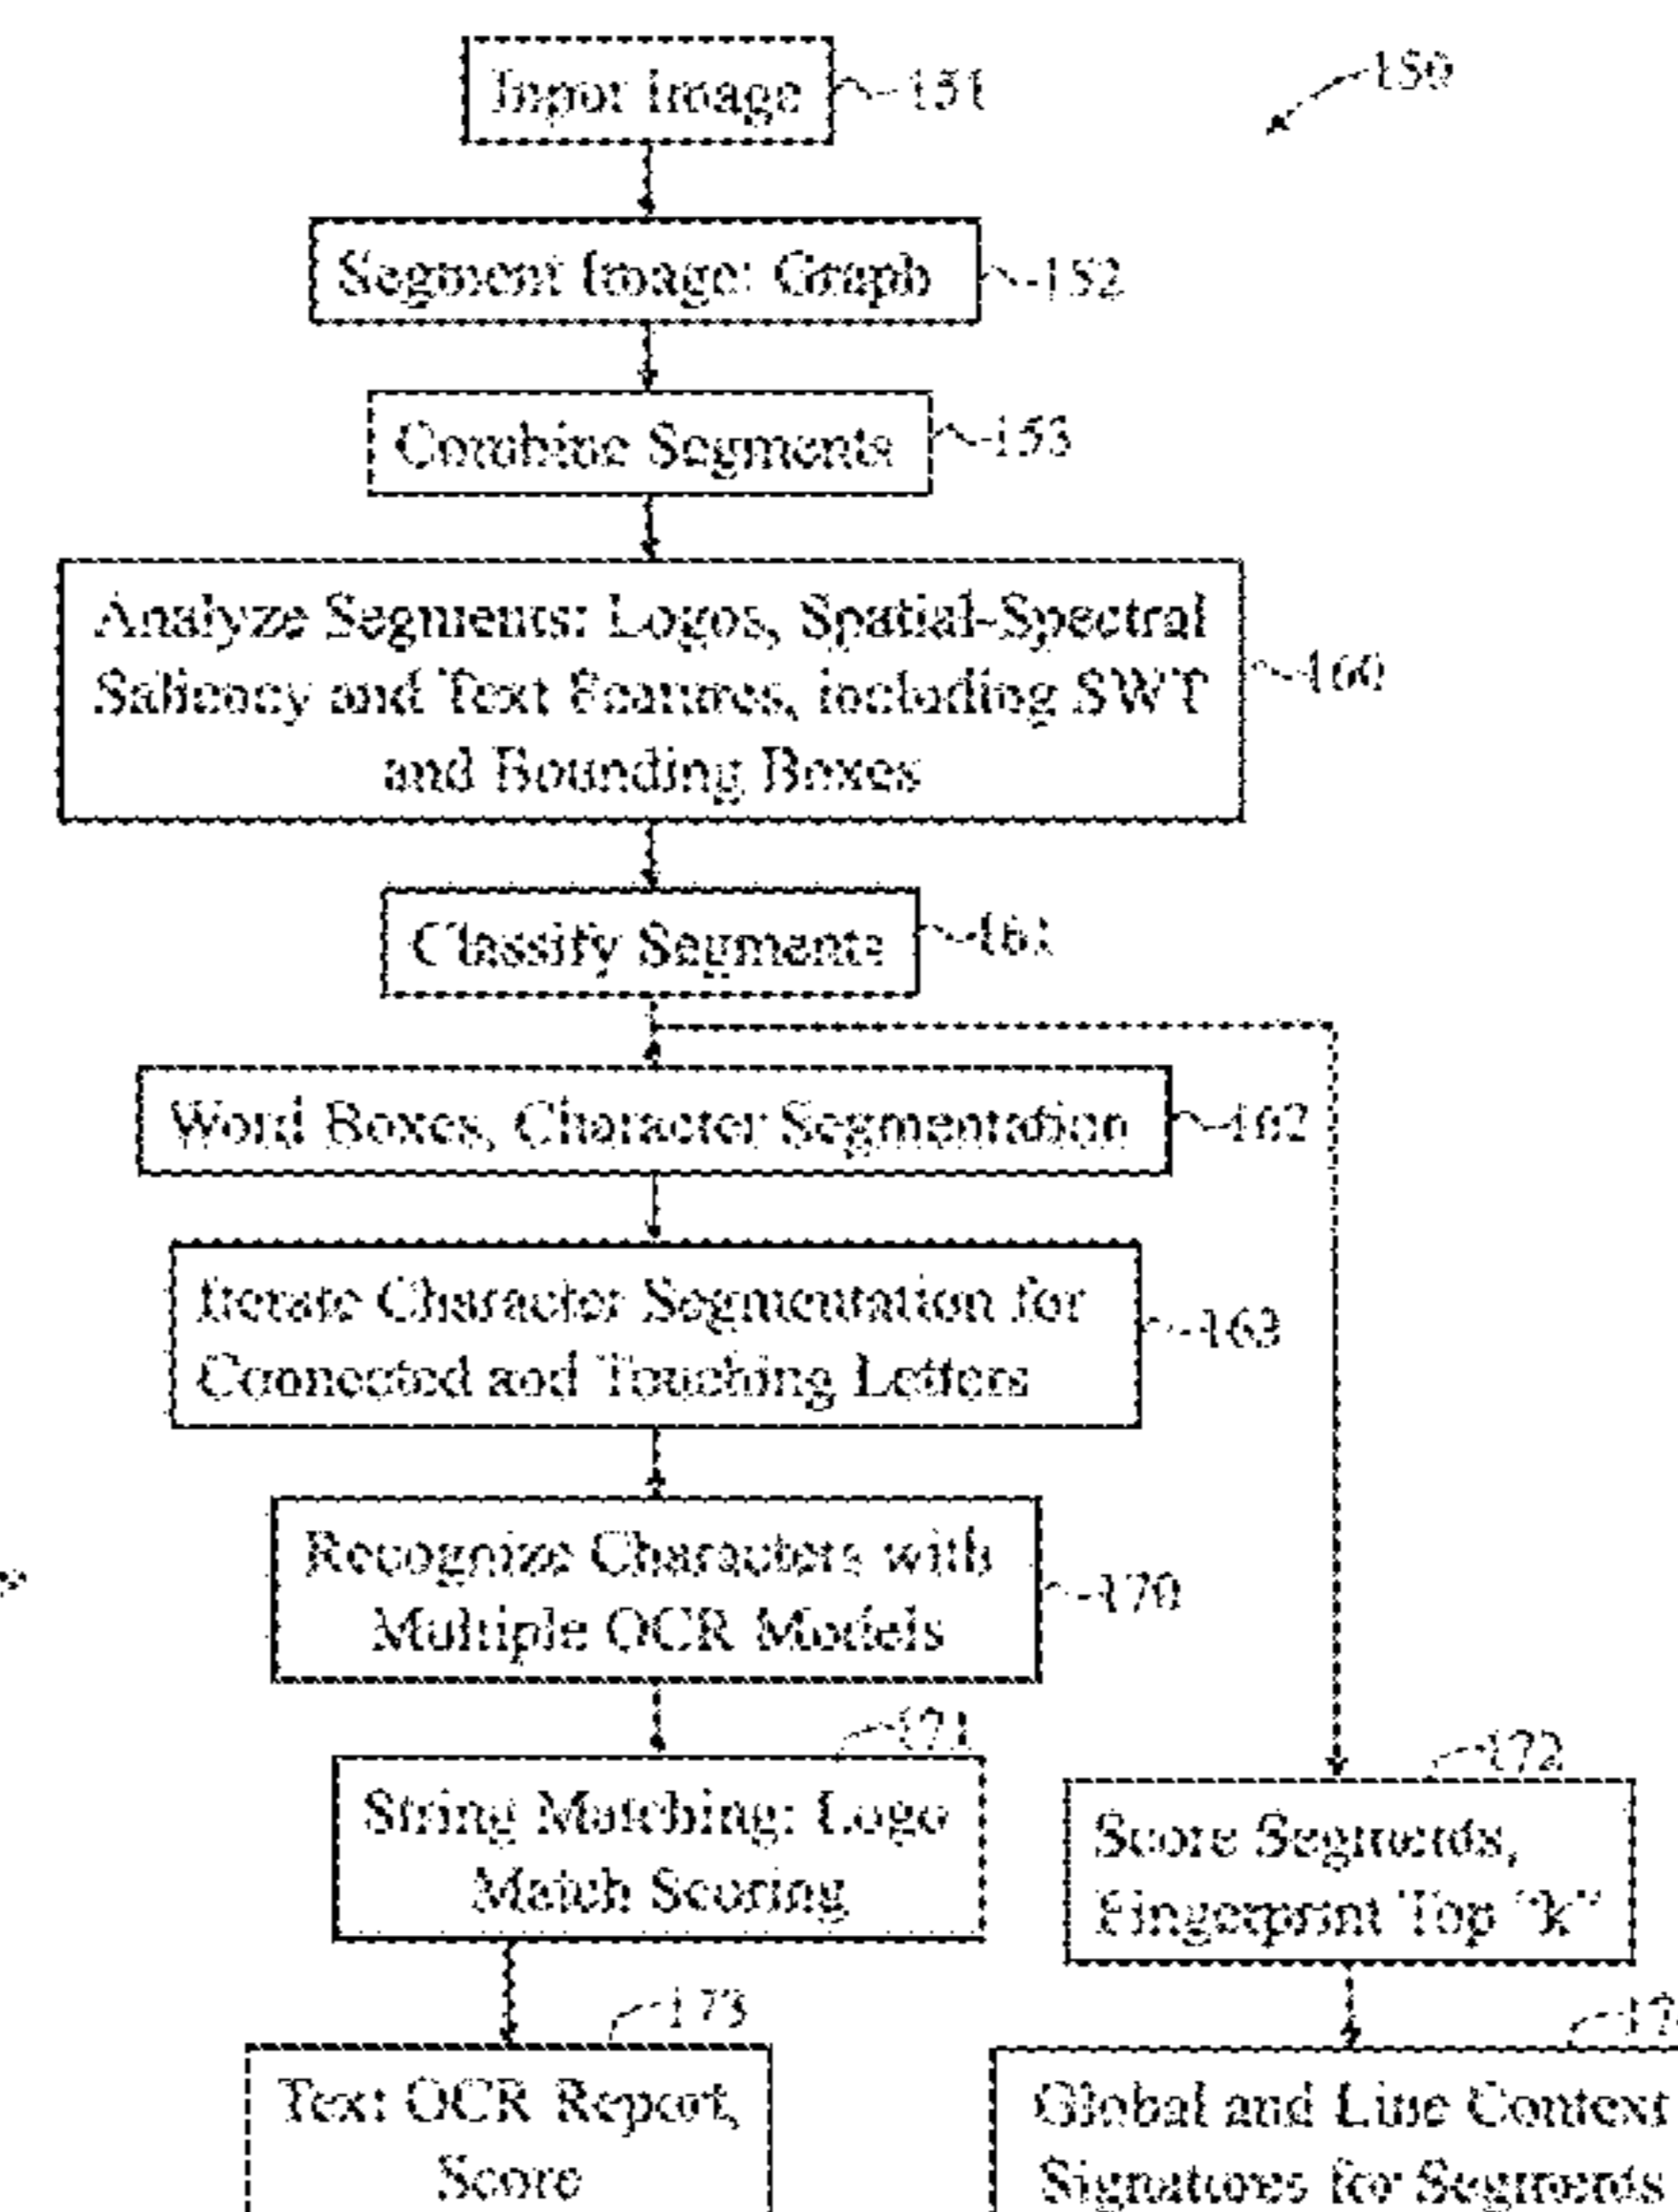 Input Image
151
150
Segment Image: Graph
152
Combine Segments
153
Analyze Segments: Logos, Spatial-Spectral
Saliency and Text Features, including SWT
and Bounding Boxes
160
Classify Segments
161
Word Boxes, Character Segmentation
162
Iterate Character Segmentation for
Connected and Touching Letters
163
Recognize Characters with
Multiple OCR Models
170
171
String Matching: Logo
Match Scoring
172
Score Segments,
Fingerprint Top "k"
173
Text OCR Report,
Score
Global and Line Context
Signatures for Segments